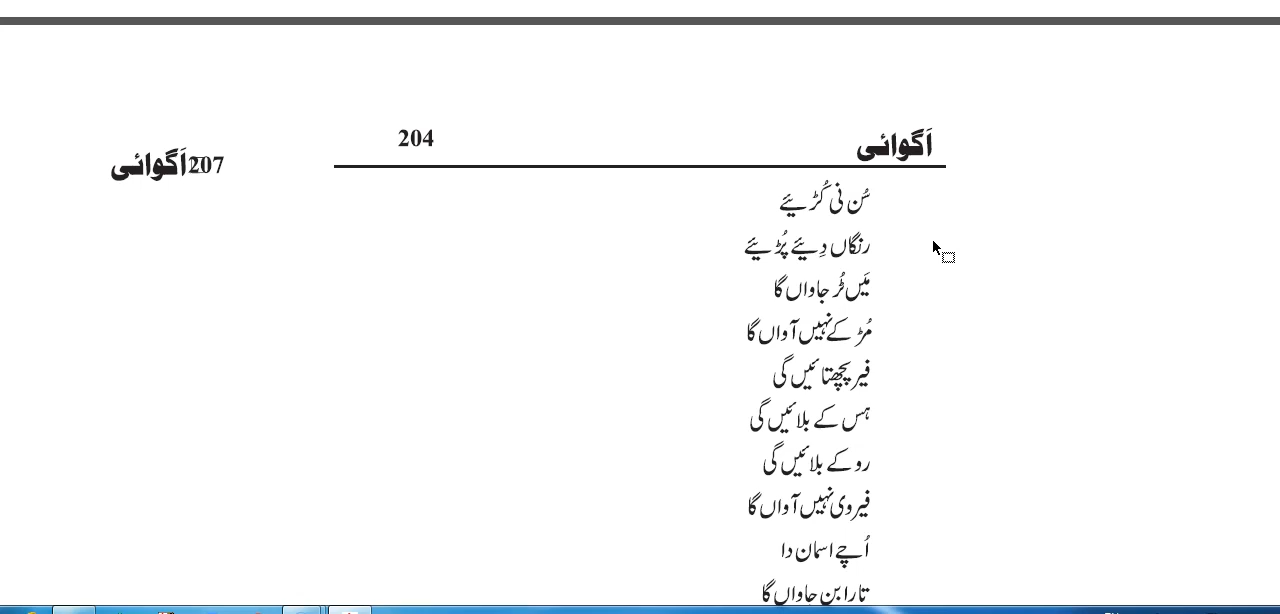 اَگوائی 204
207 اَگوائی
سُن نی کُڑیئے
رنگاں دِیئے پُڑیئے
مَیں ٹُر جاواں گا
مُڑ کے نہیں آواں گا
فیر پچھتائیں گی
ہس کے بلائیں گی
رو کے بلائیں گی
فیر وی نہیں آواں گا
اُچے اسمان دا
تارا بن جاواں گا